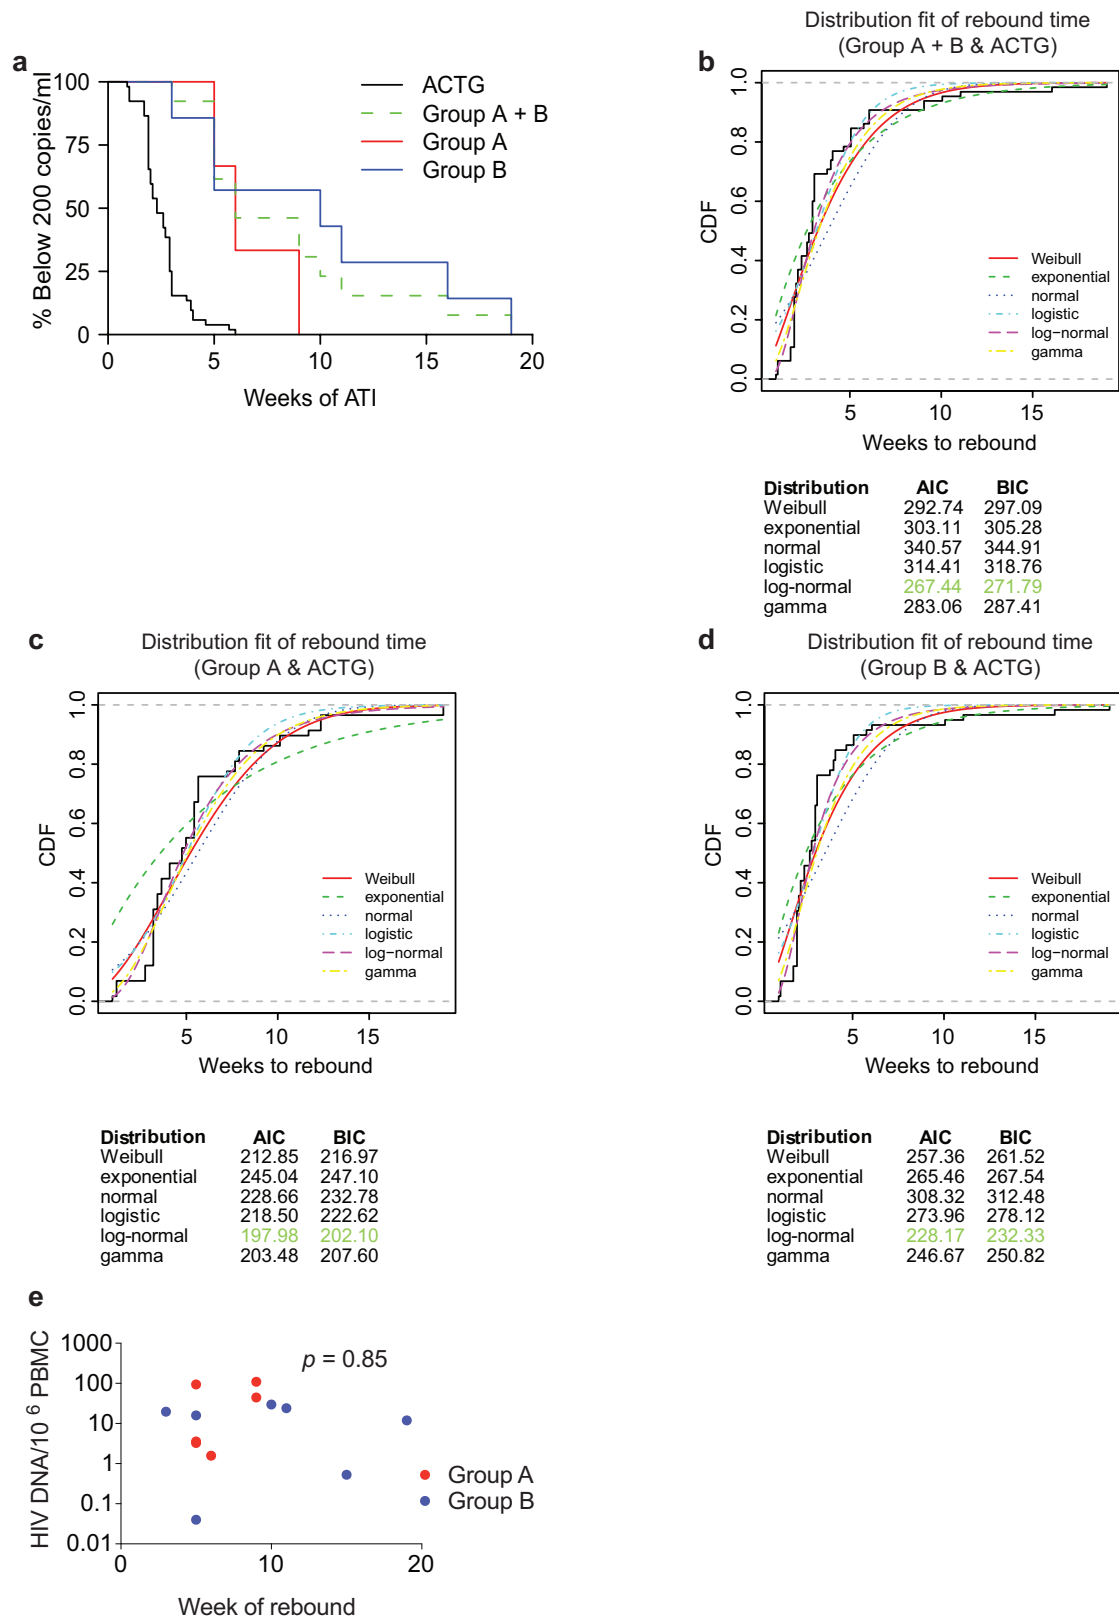 a
% Below 200 copies/ml
100
75
50
25
0
0 5 10 15 20
Weeks of ATI
ACTG
Group A + B
Group A
Group B
b
Distribution fit of rebound time
(Group A + B & ACTG)
CDF
1.0
0.8
0.6
0.4
0.2
0.0
5 10 15
Weeks to rebound
Weibull
exponential
normal
logistic
log−normal
gamma
Distribution AIC BIC
Weibull 292.74 297.09
exponential 303.11 305.28
normal 340.57 344.91
logistic 314.41 318.76
log-normal 267.44 271.79
gamma 283.06 287.41
c
Distribution fit of rebound time
(Group A & ACTG)
CDF
1.0
0.8
0.6
0.4
0.2
0.0
5 10 15
Weeks to rebound
Weibull
exponential
normal
logistic
log−normal
gamma
Distribution AIC BIC
Weibull 212.85 216.97
exponential 245.04 247.10
normal 228.66 232.78
logistic 218.50 222.62
log-normal 197.98 202.10
gamma 203.48 207.60
d
Distribution fit of rebound time
(Group B & ACTG)
CDF
1.0
0.8
0.6
0.4
0.2
0.0
5 10 15
Weeks to rebound
Weibull
exponential
normal
logistic
log−normal
gamma
Distribution AIC BIC
Weibull 257.36 261.52
exponential 265.46 267.54
normal 308.32 312.48
logistic 273.96 278.12
log-normal 228.17 232.33
gamma 246.67 250.82
e
HIV DNA/10 6 PBMC
1000
100
10
1
0.1
0.01
0 10 20
Week of rebound
p = 0.85
Group A
Group B